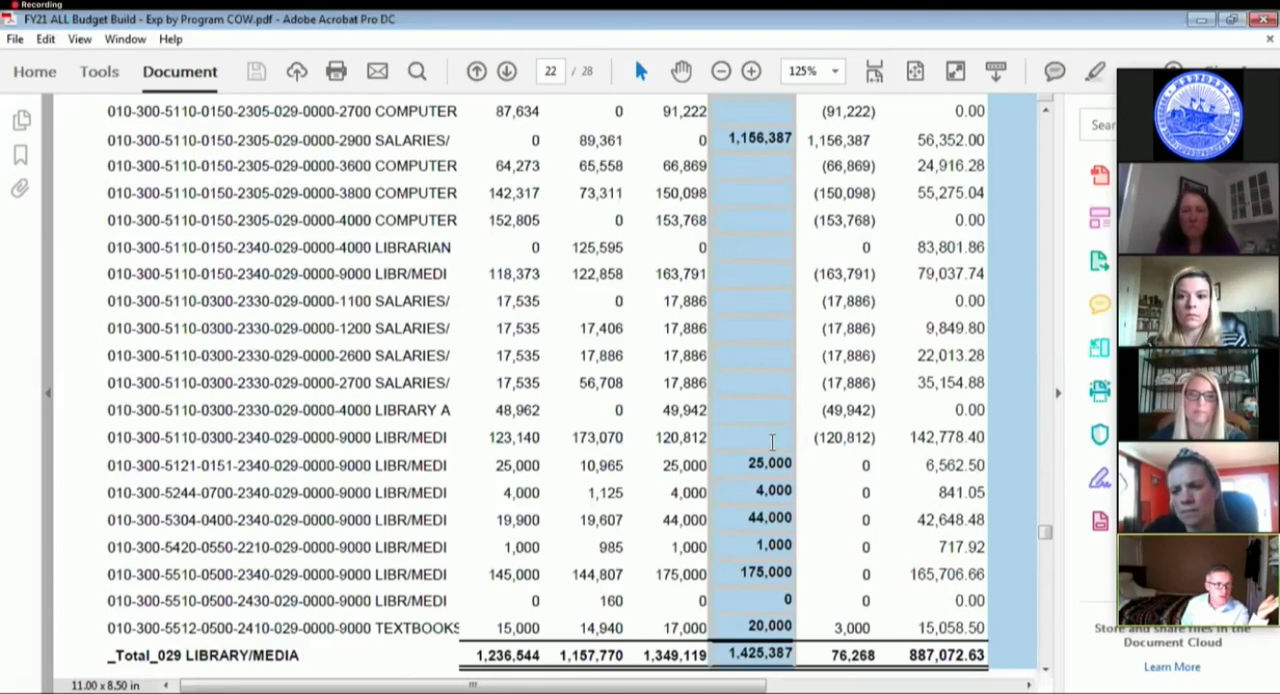 Recording
FY21 ALL Budget Build - Exp by Program COW.pdf - Adobe Acrobat Pro DC
File Edit View Window Help
Home Tools Document 22 / 28 125%
010-300-5110-0150-2305-029-0000-2700 COMPUTER 87,634 0 91,222 (91,222) 0.00
010-300-5110-0150-2305-029-0000-2900 SALARIES/ 0 89,361 0 1,156,387 1,156,387 56,352.00
010-300-5110-0150-2305-029-0000-3600 COMPUTER 64,273 65,558 66,869 (66,869) 24,916.28
010-300-5110-0150-2305-029-0000-3800 COMPUTER 142,317 73,311 150,098 (150,098) 55,275.04
010-300-5110-0150-2305-029-0000-4000 COMPUTER 152,805 0 153,768 (153,768) 0.00
010-300-5110-0150-2340-029-0000-4000 LIBRARIAN 0 125,595 0 0 83,801.86
010-300-5110-0150-2340-029-0000-9000 LIBR/MEDI 118,373 122,858 163,791 (163,791) 79,037.74
010-300-5110-0300-2330-029-0000-1100 SALARIES/ 17,535 0 17,886 (17,886) 0.00
010-300-5110-0300-2330-029-0000-1200 SALARIES/ 17,535 17,406 17,886 (17,886) 9,849.80
010-300-5110-0300-2330-029-0000-2600 SALARIES/ 17,535 17,886 17,886 (17,886) 22,013.28
010-300-5110-0300-2330-029-0000-2700 SALARIES/ 17,535 56,708 17,886 (17,886) 35,154.88
010-300-5110-0300-2330-029-0000-4000 LIBRARY A 48,962 0 49,942 (49,942) 0.00
010-300-5110-0300-2340-029-0000-9000 LIBR/MEDI 123,140 173,070 120,812 (120,812) 142,778.40
010-300-5121-0151-2340-029-0000-9000 LIBR/MEDI 25,000 10,965 25,000 25,000 0 6,562.50
010-300-5244-0700-2340-029-0000-9000 LIBR/MEDI 4,000 1,125 4,000 4,000 0 841.05
010-300-5304-0400-2340-029-0000-9000 LIBR/MEDI 19,900 19,607 44,000 44,000 0 42,648.48
010-300-5420-0550-2210-029-0000-9000 LIBR/MEDI 1,000 985 1,000 1,000 0 717.92
010-300-5510-0500-2340-029-0000-9000 LIBR/MEDI 145,000 144,807 175,000 175,000 0 165,706.66
010-300-5510-0500-2430-029-0000-9000 LIBR/MEDI 0 160 0 0 0 0.00
010-300-5512-0500-2410-029-0000-9000 TEXTBOOKS 15,000 14,940 17,000 20,000 3,000 15,058.50
_Total_029 LIBRARY/MEDIA 1,236,544 1,157,770 1,349,119 1,425,387 76,268 887,072.63
11.00 x 8.50 in
Sear
Store and share files in the
Document Cloud
Learn More